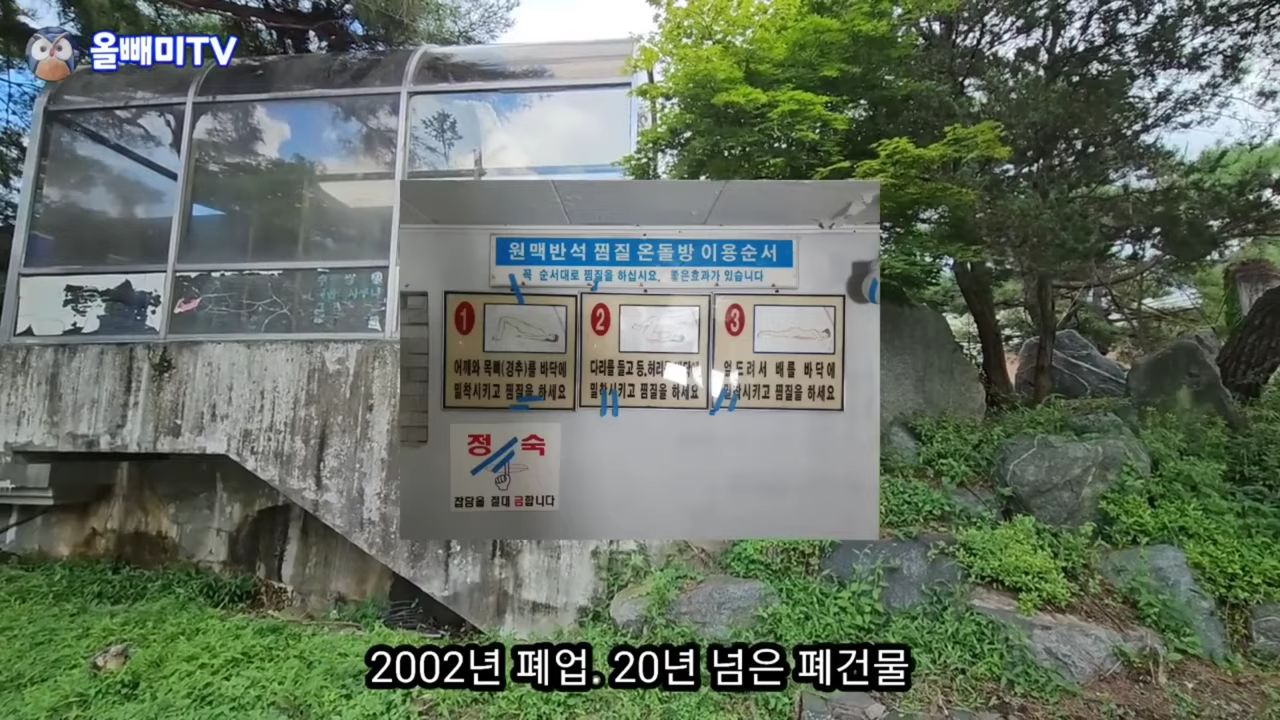 올빼미TV
원맥반석 찜질 온돌방 이용순서
꼭 순서대로 찜질을 하십시요. 좋은효과가 있습니다
1
어깨와 목뼈(경추)를 바닥에
밀착시키고 찜질을 하세요
2
다리를 들고 등,허리를
밀착시키고 찜질을 하세요
3
엎드려서 배를 바닥에
밀착시키고 찜질을 하세요
정숙
잡담을 절대 금합니다
2002년 폐업. 20년 넘은 폐건물